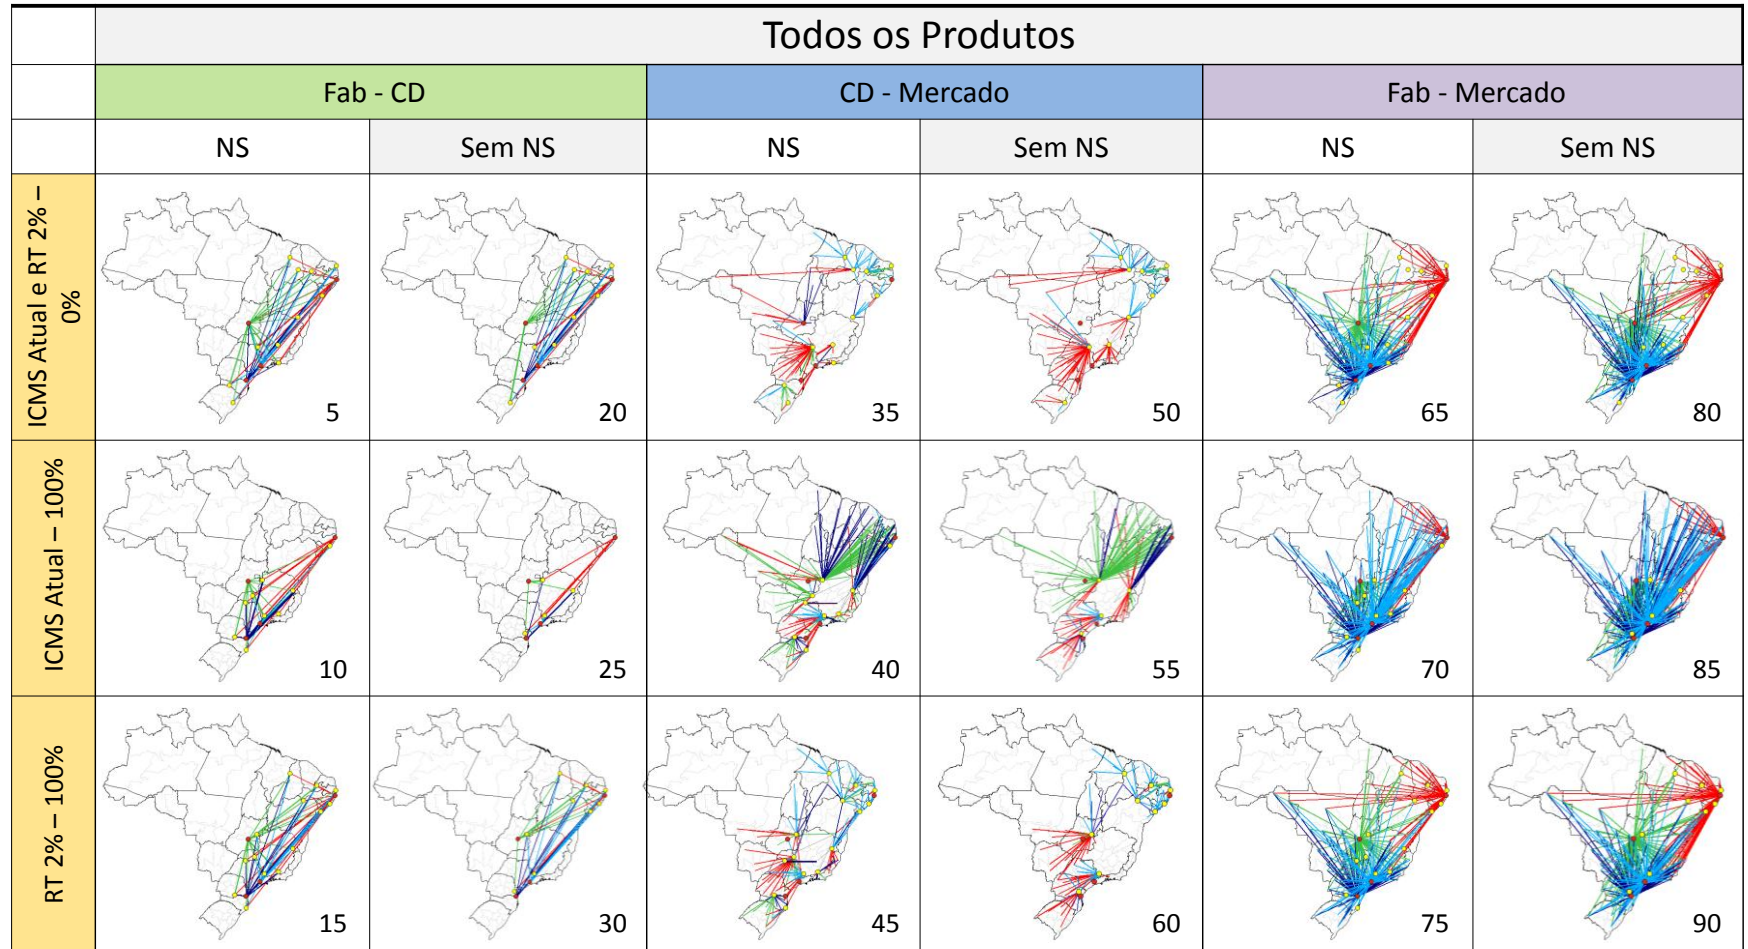 Todos os Produtos
Fab - CD
CD - Mercado
Fab - Mercado
NS
Sem NS
NS
Sem NS
NS
Sem NS
ICMS Atual e RT 2% –
0%
5
20
35
50
65
80
ICMS Atual – 100%
10
25
40
55
70
85
RT 2% – 100%
15
30
45
60
75
90